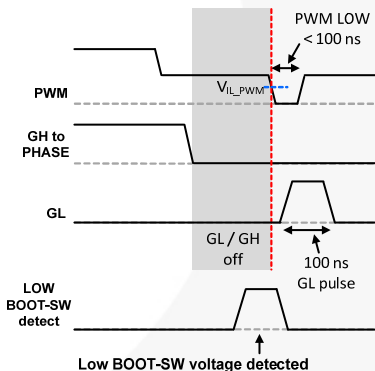 PWM LOW
< 100 ns
VIL_PWM
PWM
GH to
PHASE
GL
GL / GH
off
100 ns
GL pulse
LOW
BOOT-SW
detect
Low BOOT-SW voltage detected